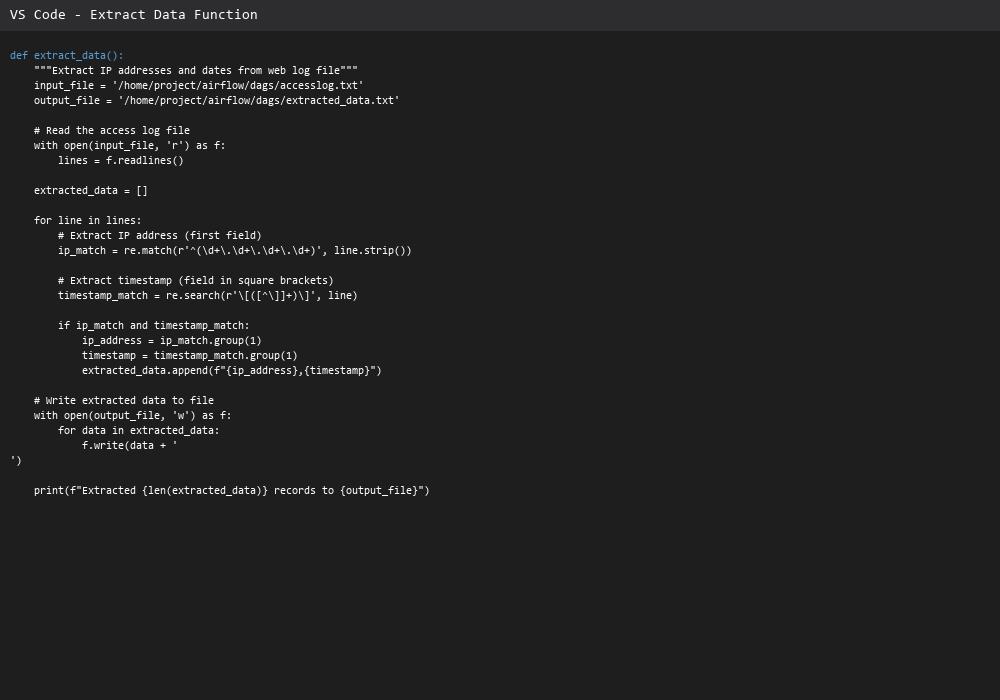 VS Code - Extract Data Function
def extract_data():
    """Extract IP addresses and dates from web log file"""
    input_file = '/home/project/airflow/dags/accesslog.txt'
    output_file = '/home/project/airflow/dags/extracted_data.txt'
    # Read the access log file
    with open(input_file, 'r') as f:
        lines = f.readlines()
    extracted_data = []
    for line in lines:
        # Extract IP address (first field)
        ip_match = re.match(r'^(\d+\.\d+\.\d+\.\d+)', line.strip())
        # Extract timestamp (field in square brackets)
        timestamp_match = re.search(r'\[([^\]]+)\]', line)
        if ip_match and timestamp_match:
            ip_address = ip_match.group(1)
            timestamp = timestamp_match.group(1)
            extracted_data.append(f"{ip_address},{timestamp}")
    # Write extracted data to file
    with open(output_file, 'w') as f:
        for data in extracted_data:
            f.write(data + '
')
    print(f"Extracted {len(extracted_data)} records to {output_file}")